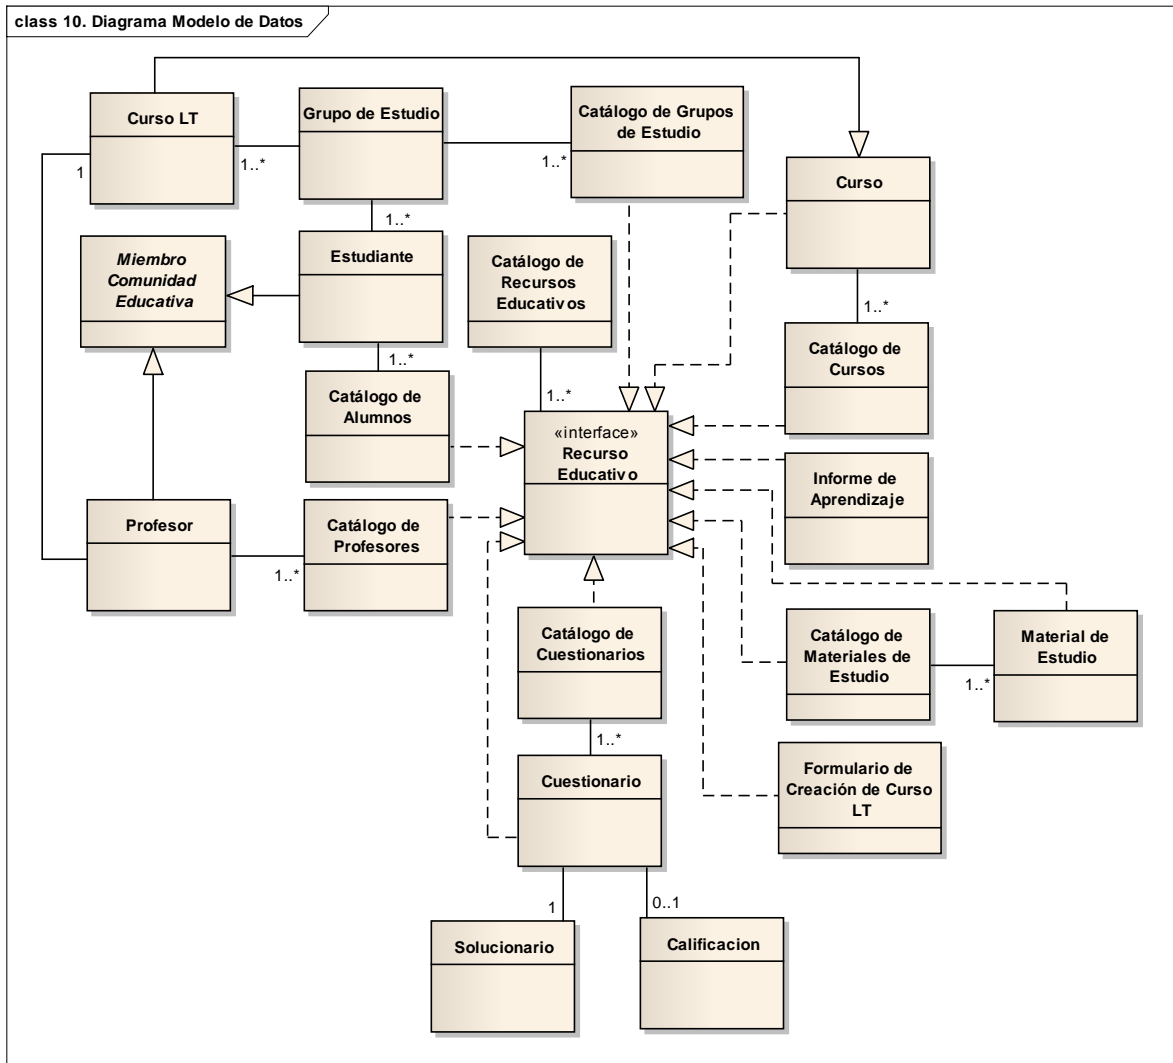 class 10. Diagrama Modelo de Datos
Curso LT
Grupo de Estudio
Catálogo de Grupos
de Estudio
1..*
1..*
1
Curso
1..*
Miembro
Comunidad
Educativa
Estudiante
Catálogo de
Recursos
Educativos
1..*
Catálogo de
Cursos
1..*
1..*
Catálogo de
Alumnos
«interface»
Recurso
Educativo
Informe de
Aprendizaje
Profesor
Catálogo de
Profesores
1..*
Catálogo de
Cuestionarios
Catálogo de
Materiales de
Estudio
Material de
Estudio
1..*
1..*
Cuestionario
Formulario de
Creación de Curso
LT
1
0..1
Solucionario
Calificacion